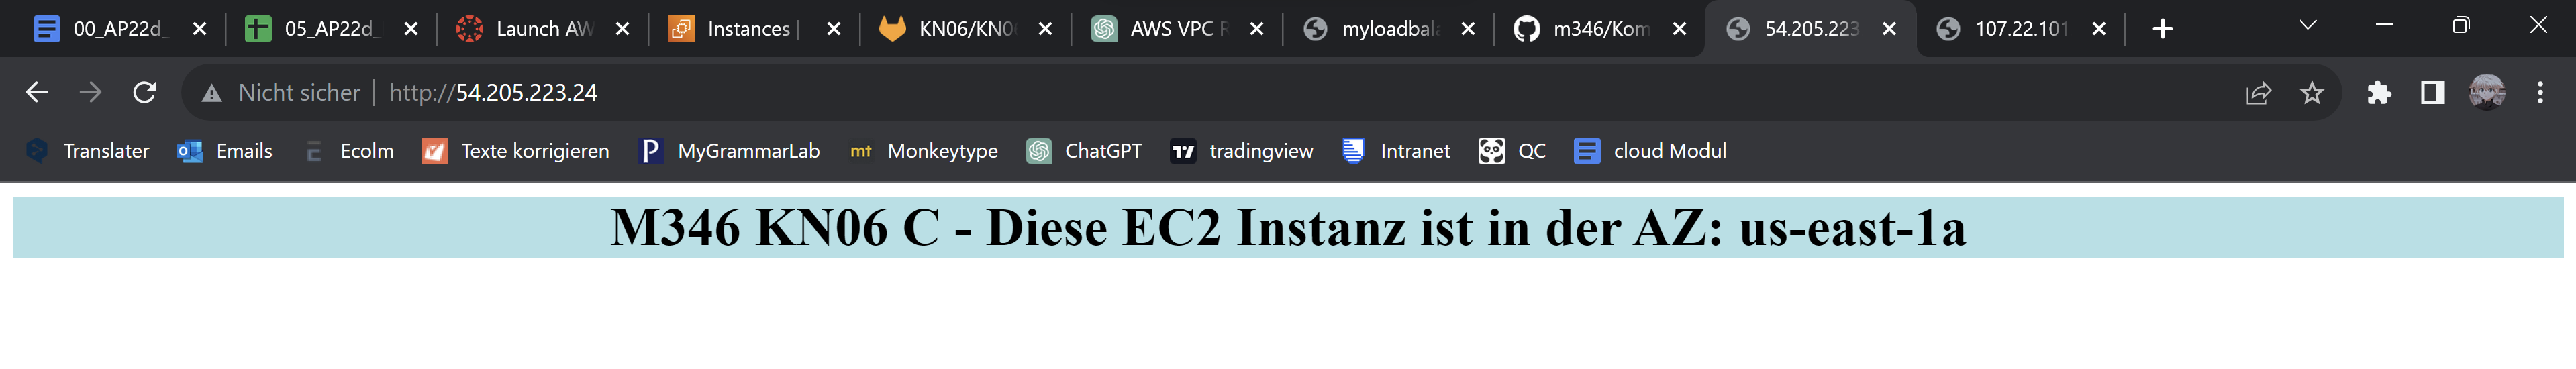 00_AP22d_
05_AP22d_
Launch AW
Instances |
KN06/KN0
AWS VPC R
myloadbala
m346/Kom
54.205.223
107.22.101
Nicht sicher
http://54.205.223.24
Translater
Emails
Ecolm
Texte korrigieren
MyGrammarLab
mt Monkeytype
ChatGPT
tradingview
Intranet
QC
cloud Modul
M346 KN06 C - Diese EC2 Instanz ist in der AZ: us-east-1a